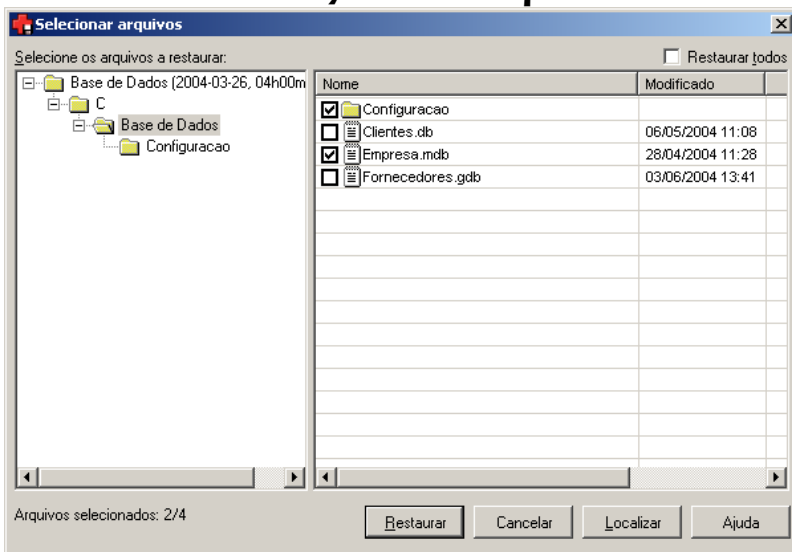 Selecionar arquivos
Selecione os arquivos a restaurar:
Restaurar todos
Base de Dados (2004-03-26, 04h00m
C
Base de Dados
Configuracao
Nome Modificado
Configuracao
Clientes.db 06/05/2004 11:08
Empresa.mdb 28/04/2004 11:28
Fornecedores.gdb 03/06/2004 13:41
Arquivos selecionados: 2/4
Restaurar Cancelar Localizar Ajuda